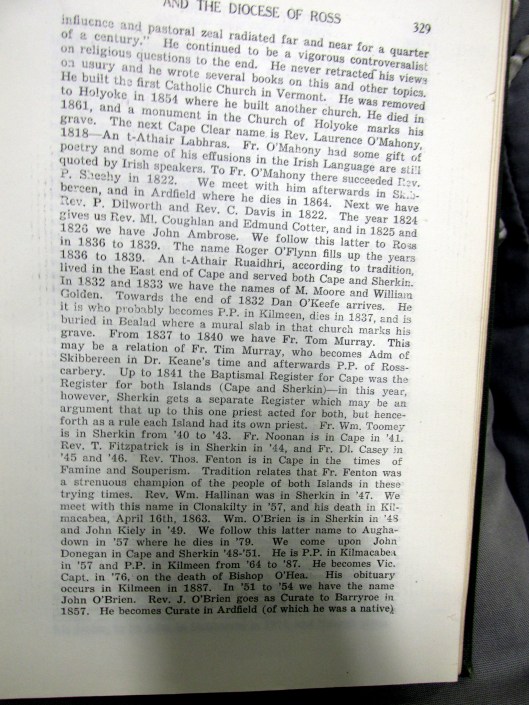 AND THE DIOCESE OF ROSS 329
influence and pastoral zeal radiated far and near for a quarter
of a century." He continued to be a vigorous controversalist
on religious questions to the end. He never retracted his views
on usury and he wrote several books on this and other topics.
He built the first Catholic Church in Vermont. He was removed
to Holyoke in 1854 where he built another church. He died in
1861, and a monument in the Church of Holyoke marks his
grave. The next Cape Clear name is Rev. Laurence O'Mahony,
1818—An t-Athair Labhras. Fr. O'Mahony had some gift of
poetry and some of his effusions in the Irish Language are still
quoted by Irish speakers. To Fr. O'Mahony there succeeded Rev.
P. Sheehy in 1822. We meet with him afterwards in Skib-
bereen, and in Ardfield where he dies in 1864. Next we have
Rev. P. Dilworth and Rev. C. Davis in 1822. The year 1824
gives us Rev. Ml. Coughlan and Edmund Cotter, and in 1825 and
1826 we have John Ambrose. We follow this latter to Ross
in 1836 to 1839. The name Roger O'Flynn fills up the years
1836 to 1839. An t-Athair Ruaidhri, according to tradition,
lived in the East end of Cape and served both Cape and Sherkin.
In 1832 and 1833 we have the names of M. Moore and William
Golden. Towards the end of 1832 Dan O'Keefe arrives. He
it is who probably becomes P.P. in Kilmeen, dies in 1837, and is
buried in Bealad where a mural slab in that church marks his
grave. From 1837 to 1840 we have Fr. Tom Murray. This
may be a relation of Fr. Tim Murray, who becomes Adm of
Skibbereen in Dr. Keane's time and afterwards P.P. of Ross-
carbery. Up to 1841 the Baptismal Register for Cape was the
Register for both Islands (Cape and Sherkin)—in this year,
however, Sherkin gets a separate Register which may be an
argument that up to this one priest acted for both, but hence-
forth as a rule each Island had its own priest. Fr. Wm. Toomey
is in Sherkin from '40 to '43. Fr. Noonan is in Cape in '41.
Rev. T. Fitzpatrick is in Sherkin in '44, and Fr. Dl. Casey in
'45 and '46. Rev. Thos. Fenton is in Cape in the times of
Famine and Souperism. Tradition relates that Fr. Fenton was
a strenuous champion of the people of both Islands in these
trying times. Rev. Wm. Hallinan was in Sherkin in '47. We
meet with this name in Clonakilty in '57, and his death in Kil-
macabea, April 16th, 1863. Wm. O'Brien is in Sherkin in '48
and John Kiely in '49. We follow this latter name to Augha-
down in '57 where he dies in '79. We come upon John
Donegan in Cape and Sherkin '48-'51. He is P.P. in Kilmacabea
in '57 and P.P. in Kilmeen from '64 to '87. He becomes Vic.
Capt. in '76, on the death of Bishop O'Hea. His obituary
occurs in Kilmeen in 1887. In '51 to '54 we have the name
John O'Brien. Rev. J. O'Brien goes as Curate to Barryroe in
1857. He becomes Curate in Ardfield (of which he was a native)